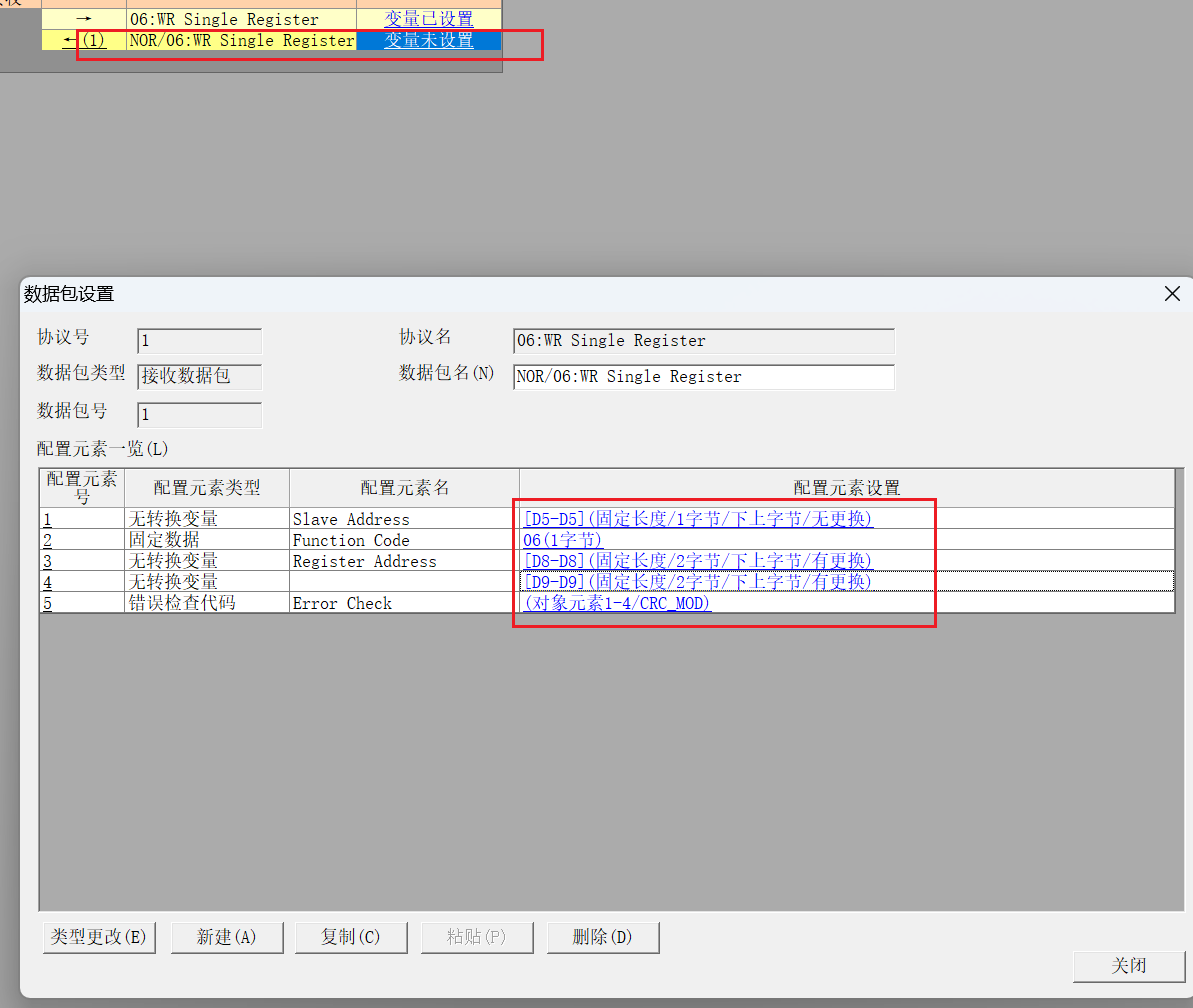 → 06:WR Single Register 变量已设置
←(1) NOR/06:WR Single Register 变量未设置
数据包设置
协议号 1 协议名 06:WR Single Register
数据包类型 接收数据包 数据包名(N) NOR/06:WR Single Register
数据包号 1
配置元素一览(L)
配置元素号 配置元素类型 配置元素名 配置元素设置
1 无转换变量 Slave Address [D5-D5](固定长度/1字节/下上字节/无更换)
2 固定数据 Function Code 06(1字节)
3 无转换变量 Register Address [D8-D8](固定长度/2字节/下上字节/有更换)
4 无转换变量 [D9-D9](固定长度/2字节/下上字节/有更换)
5 错误检查代码 Error Check (对象元素1-4/CRC_MOD)
类型更改(E) 新建(A) 复制(C) 粘贴(P) 删除(D)
关闭